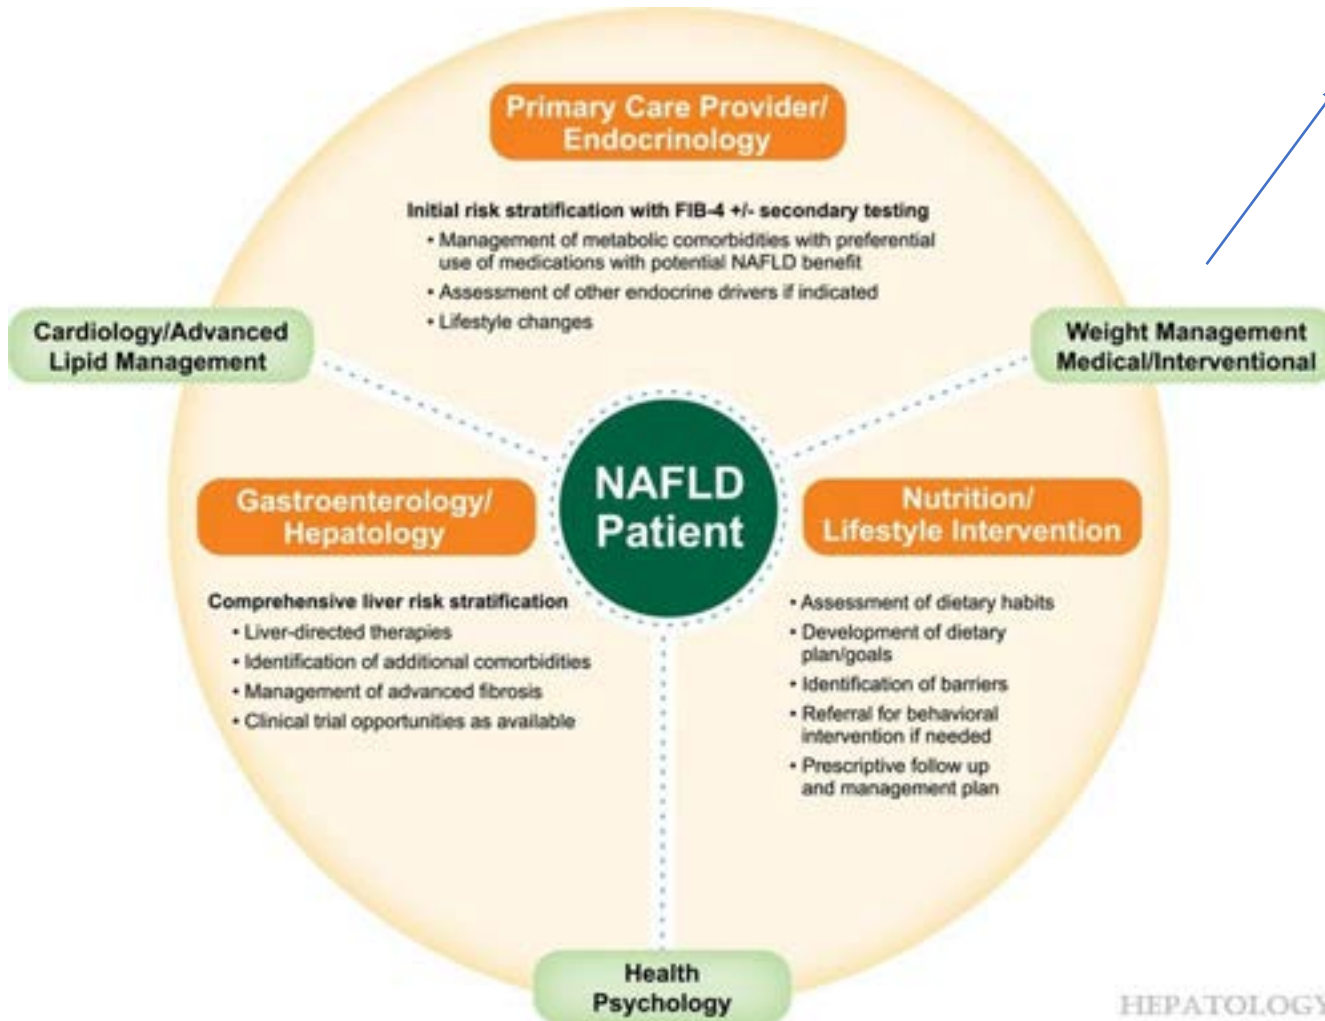 Primary Care Provider/
Endocrinology
Initial risk stratification with FIB-4 +/- secondary testing
• Management of metabolic comorbidities with preferential
use of medications with potential NAFLD benefit
• Assessment of other endocrine drivers if indicated
• Lifestyle changes
Cardiology/Advanced
Lipid Management
Weight Management
Medical/Interventional
NAFLD
Patient
Gastroenterology/
Hepatology
Comprehensive liver risk stratification
• Liver-directed therapies
• Identification of additional comorbidities
• Management of advanced fibrosis
• Clinical trial opportunities as available
Nutrition/
Lifestyle Intervention
• Assessment of dietary habits
• Development of dietary
plan/goals
• Identification of barriers
• Referral for behavioral
intervention if needed
• Prescriptive follow up
and management plan
Health
Psychology
HEPATOLOGY